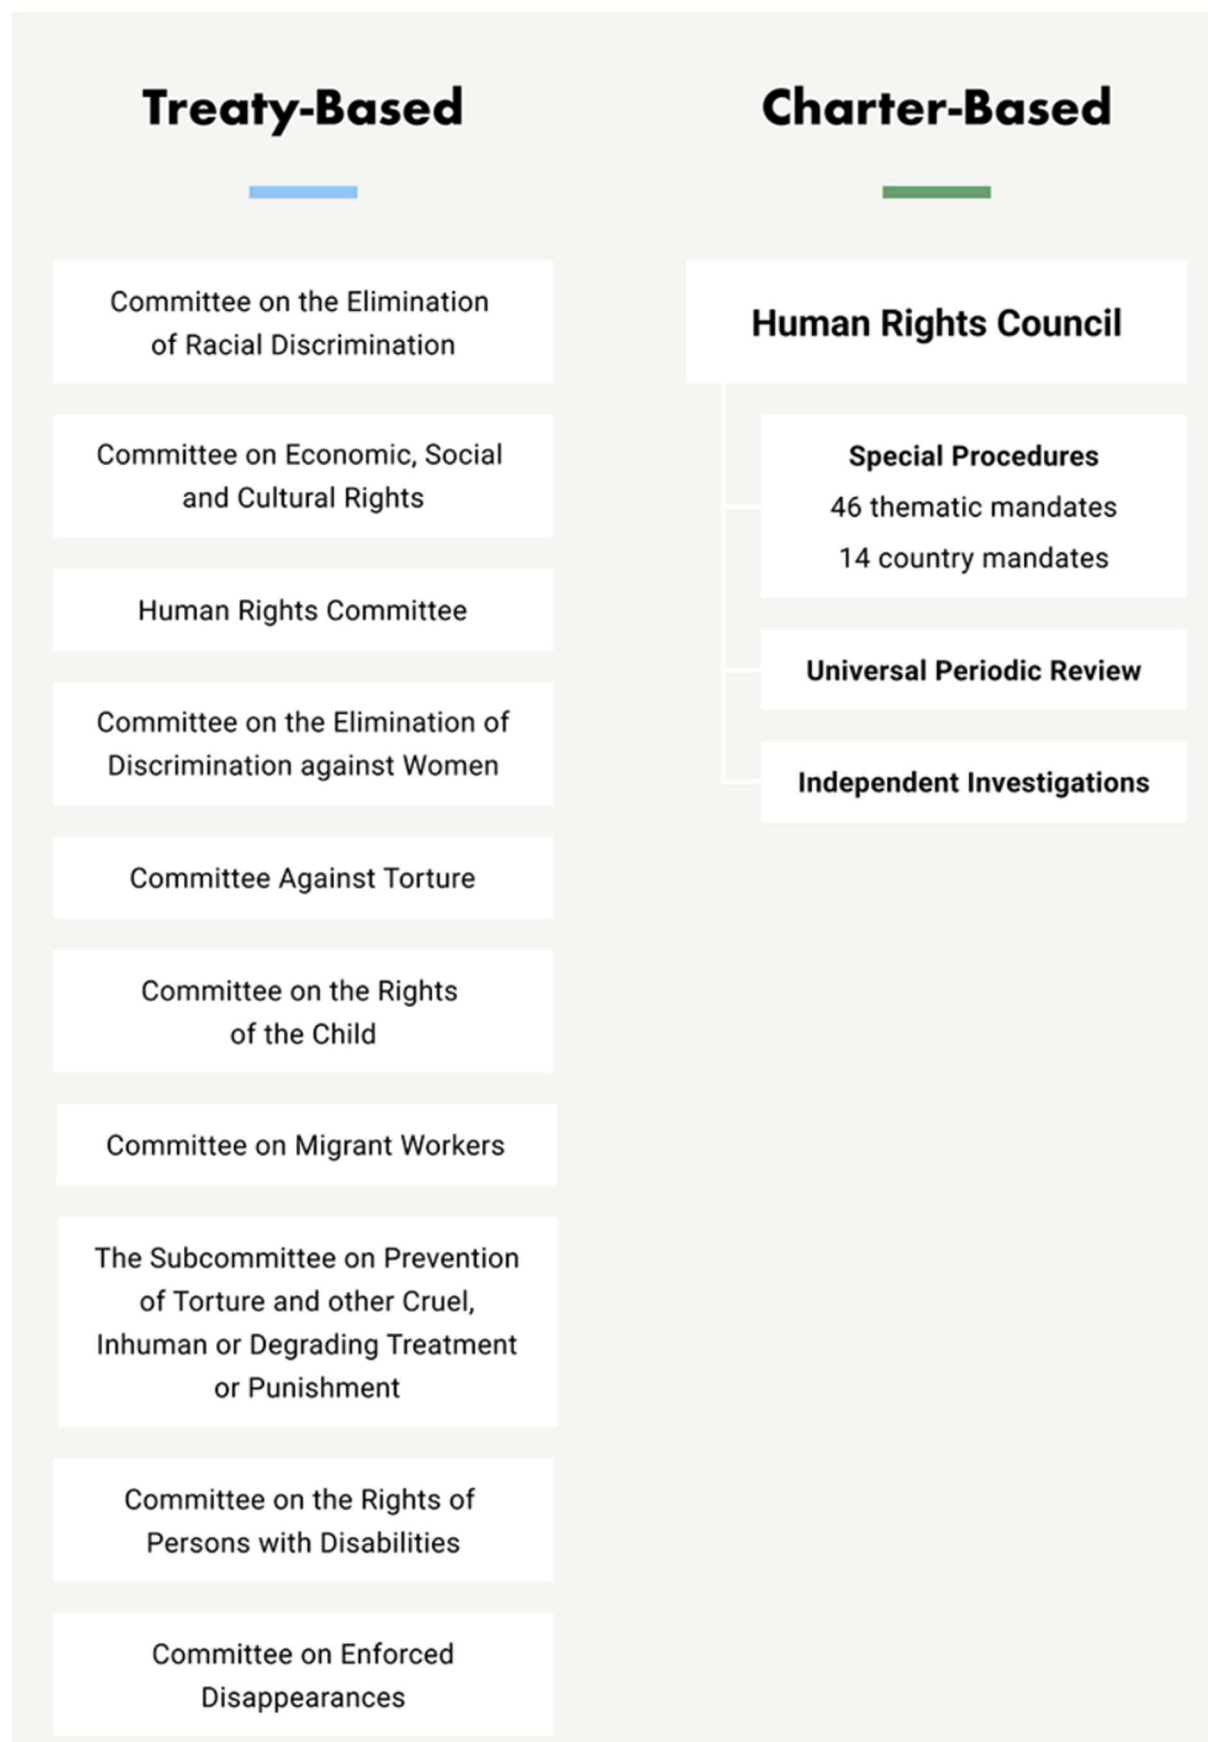 Treaty-Based
Committee on the Elimination
of Racial Discrimination
Committee on Economic, Social
and Cultural Rights
Human Rights Committee
Committee on the Elimination of
Discrimination against Women
Committee Against Torture
Committee on the Rights
of the Child
Committee on Migrant Workers
The Subcommittee on Prevention
of Torture and other Cruel,
Inhuman or Degrading Treatment
or Punishment
Committee on the Rights of
Persons with Disabilities
Committee on Enforced
Disappearances
Charter-Based
Human Rights Council
Special Procedures
46 thematic mandates
14 country mandates
Universal Periodic Review
Independent Investigations